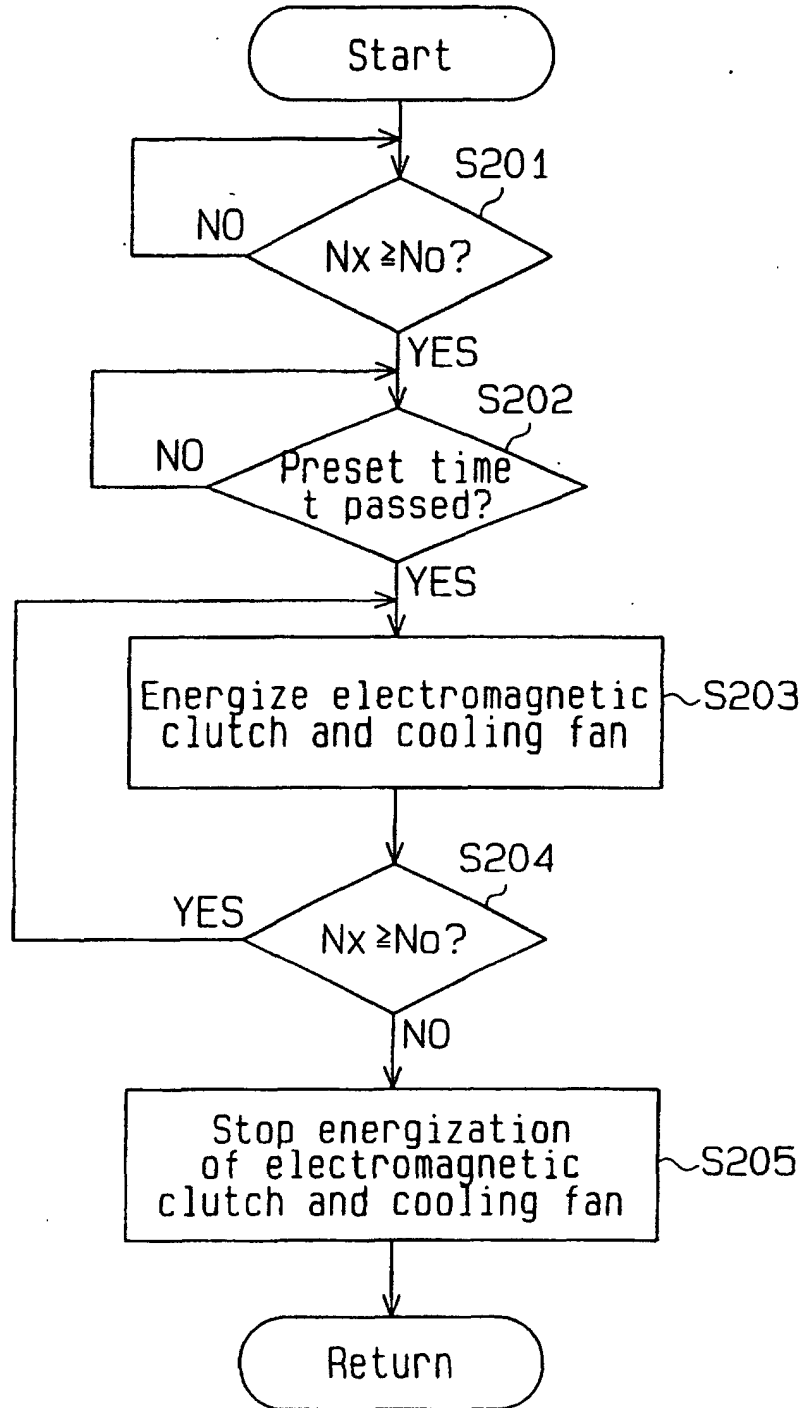 Start
S201
NO
Nx ≧No?
YES
S202
NO
Preset time
t passed?
YES
Energize electromagnetic
clutch and cooling fan
S203
S204
YES
Nx ≧No?
NO
Stop energization
of electromagnetic
clutch and cooling fan
S205
Return